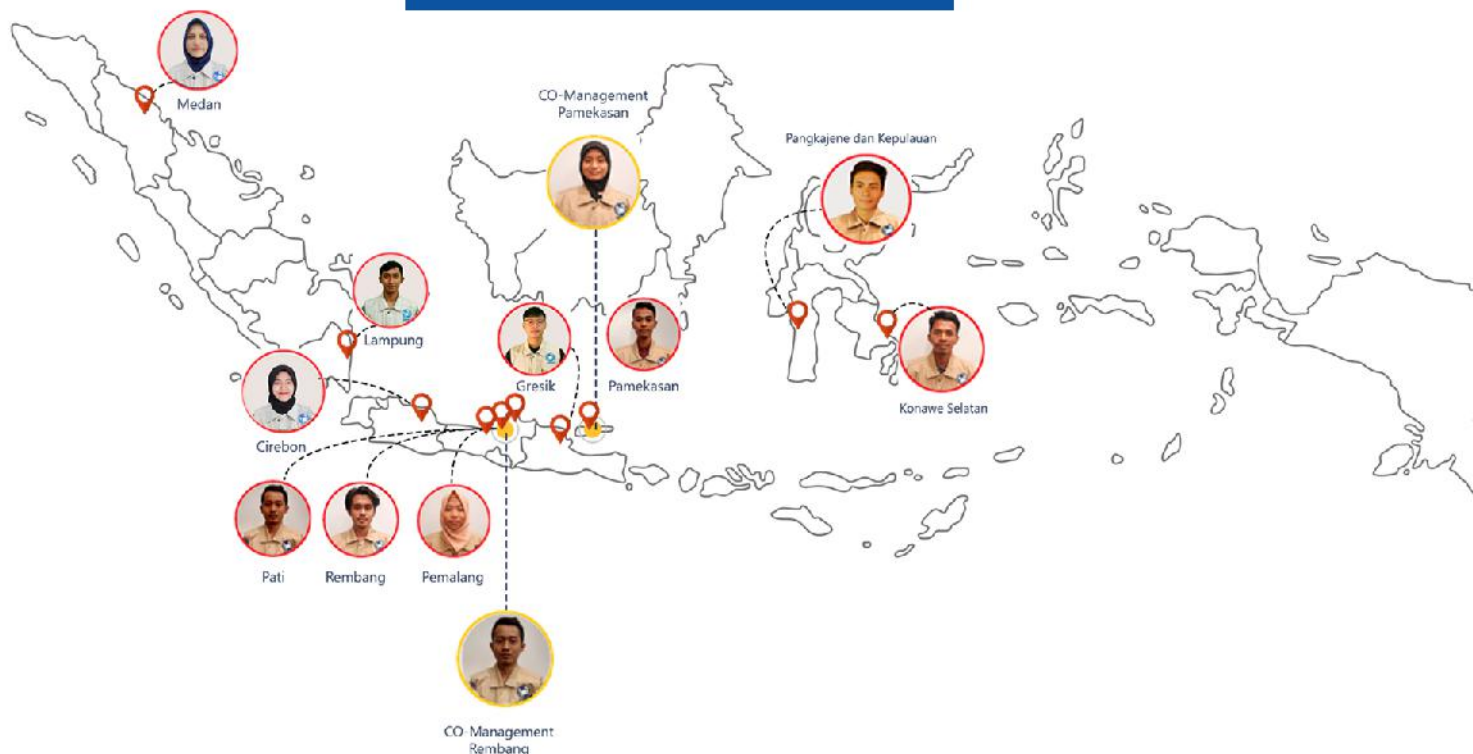 Medan
CO-Management
Pamekasan
Pangkajene dan Kepulauan
Lampung
Gresik
Pamekasan
Konawe Selatan
Cirebon
Pati
Rembang
Pemalang
CO-Management
Rembang